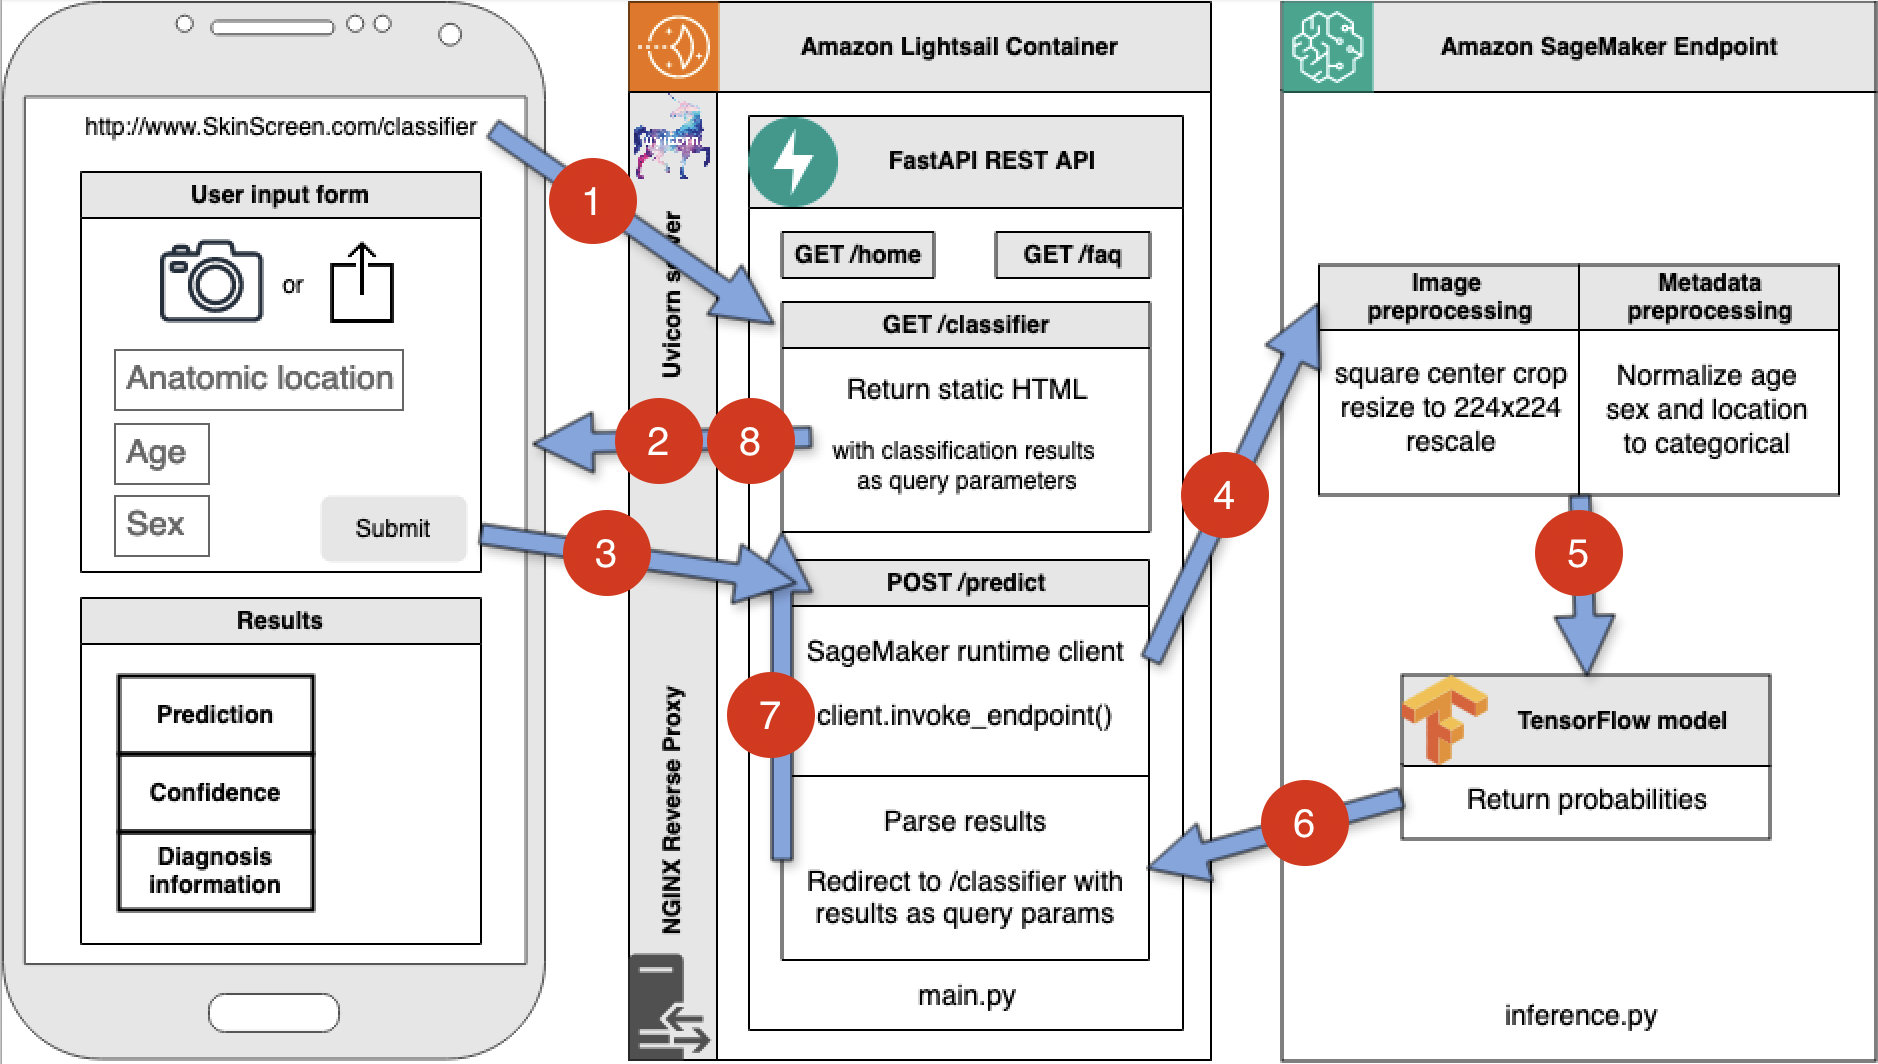 http://www.SkinScreen.com/classifier
User input form
or
Anatomic location
Age
Sex
Submit
Results
Prediction
Confidence
Diagnosis
information
1
2
8
3
7
4
5
6
Amazon Lightsail Container
uvicorn
Uvicorn server
NGINX Reverse Proxy
FastAPI REST API
GET /home
GET /faq
GET /classifier
Return static HTML
with classification results
as query parameters
POST /predict
SageMaker runtime client
client.invoke_endpoint()
Parse results
Redirect to /classifier with
results as query params
main.py
Amazon SageMaker Endpoint
Image
preprocessing
square center crop
resize to 224x224
rescale
Metadata
preprocessing
Normalize age
sex and location
to categorical
TensorFlow model
Return probabilities
inference.py